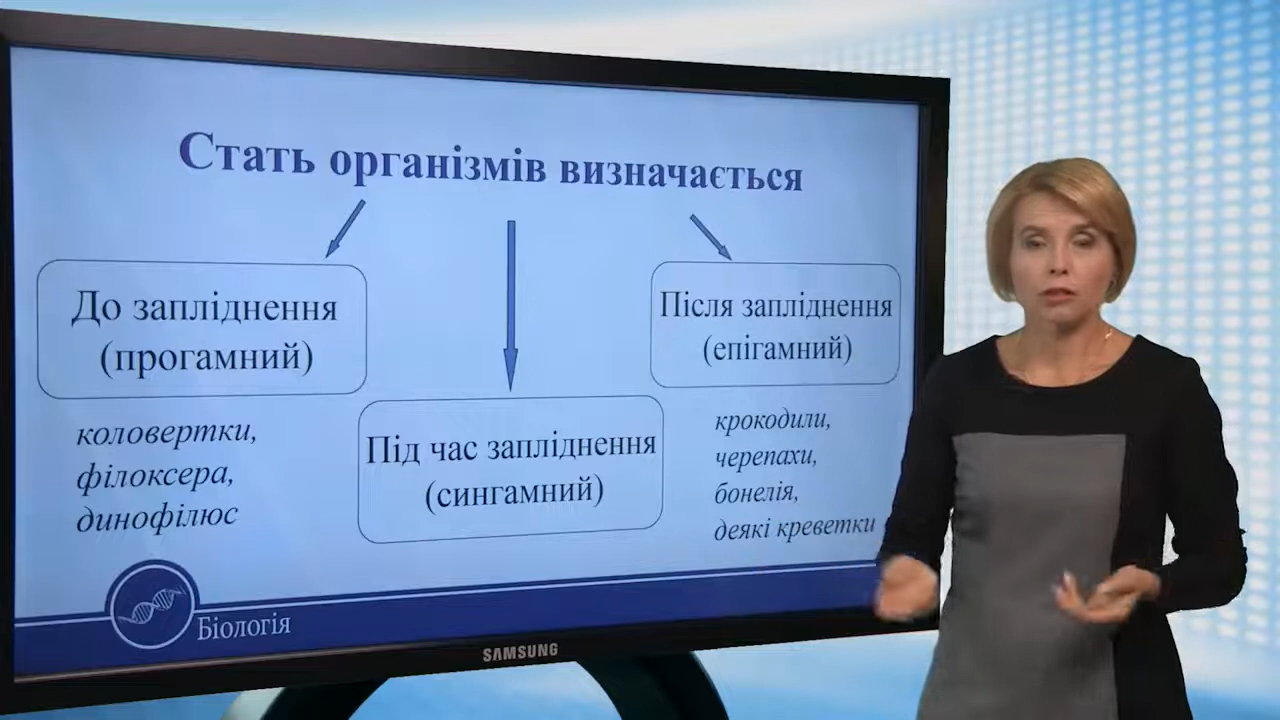 Стать організмів визначається
До запліднення
(прогамний)
коловертки,
філоксера,
динофілюс
Під час запліднення
(сингамний)
Після запліднення
(епігамний)
крокодили,
черепахи,
бонелія,
деякі креветки
Біологія
SAMSUNG